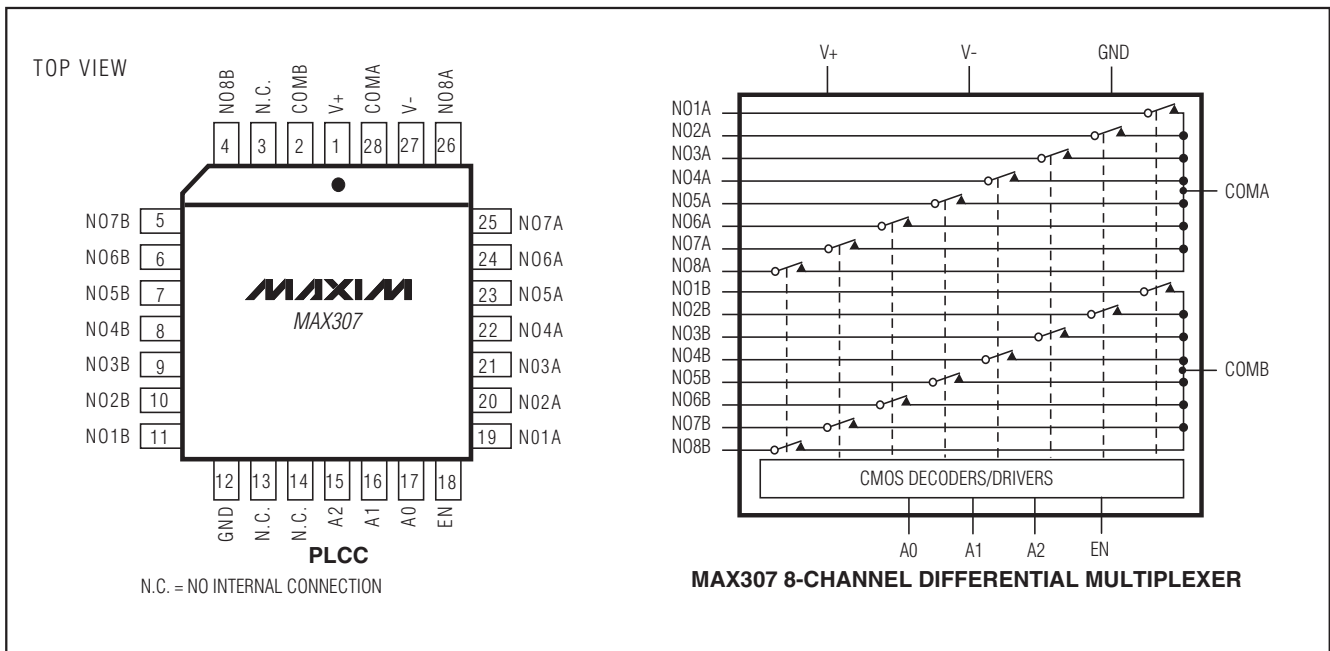 TOP VIEW
NO8B
N.C.
COMB
V+
COMA
V-
NO8A
4 3 2 1 28 27 26
NO7B 5
NO6B 6
NO5B 7
NO4B 8
NO3B 9
NO2B 10
NO1B 11
MAXIM
MAX307
25 NO7A
24 NO6A
23 NO5A
22 NO4A
21 NO3A
20 NO2A
19 NO1A
12 13 14 15 16 17 18
GND
N.C.
N.C.
A2
A1
A0
EN
PLCC
N.C. = NO INTERNAL CONNECTION
V+ V- GND
NO1A
NO2A
NO3A
NO4A
NO5A
NO6A
NO7A
NO8A
NO1B
NO2B
NO3B
NO4B
NO5B
NO6B
NO7B
NO8B
COMA
COMB
CMOS DECODERS/DRIVERS
A0 A1 A2 EN
MAX307 8-CHANNEL DIFFERENTIAL MULTIPLEXER